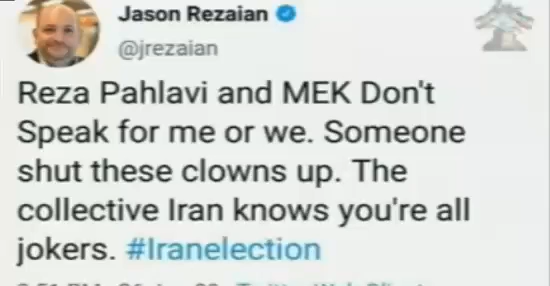 Jason Rezaian
@jrezaian
Reza Pahlavi and MEK Don't
Speak for me or we. Someone
shut these clowns up. The
collective Iran knows you're all
jokers. #Iranelection